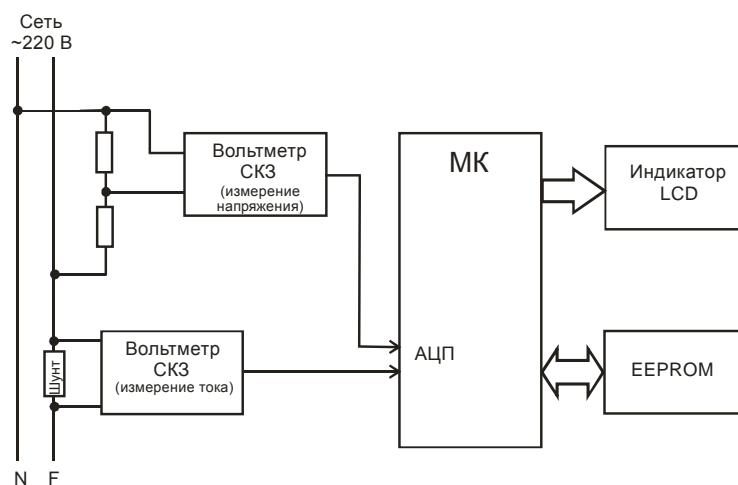 Сеть
~220 В
Вольтметр
СКЗ
(измерение
напряжения)
МК
Индикатор
LCD
Шунт
Вольтметр
СКЗ
(измерение тока)
АЦП
EEPROM
N F